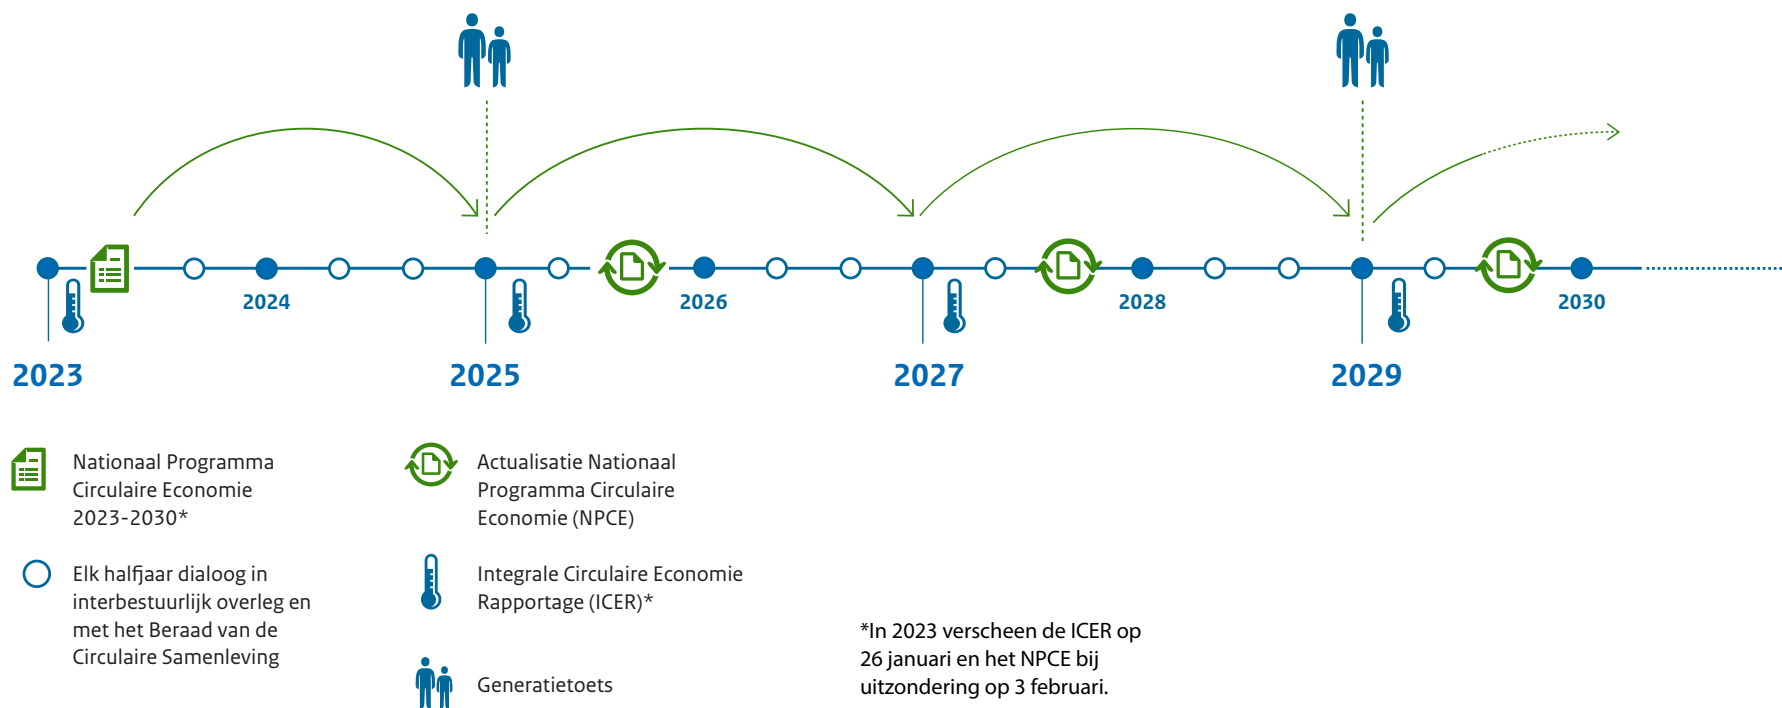 2024
2026
2028
2030
2023
2025
2027
2029
Nationaal Programma
Circulaire Economie
2023-2030*
Elk halfjaar dialoog in
interbestuurlijk overleg en
met het Beraad van de
Circulaire Samenleving
Actualisatie Nationaal
Programma Circulaire
Economie (NPCE)
Integrale Circulaire Economie
Rapportage (ICER)*
Generatietoets
*In 2023 verscheen de ICER op
26 januari en het NPCE bij
uitzondering op 3 februari.